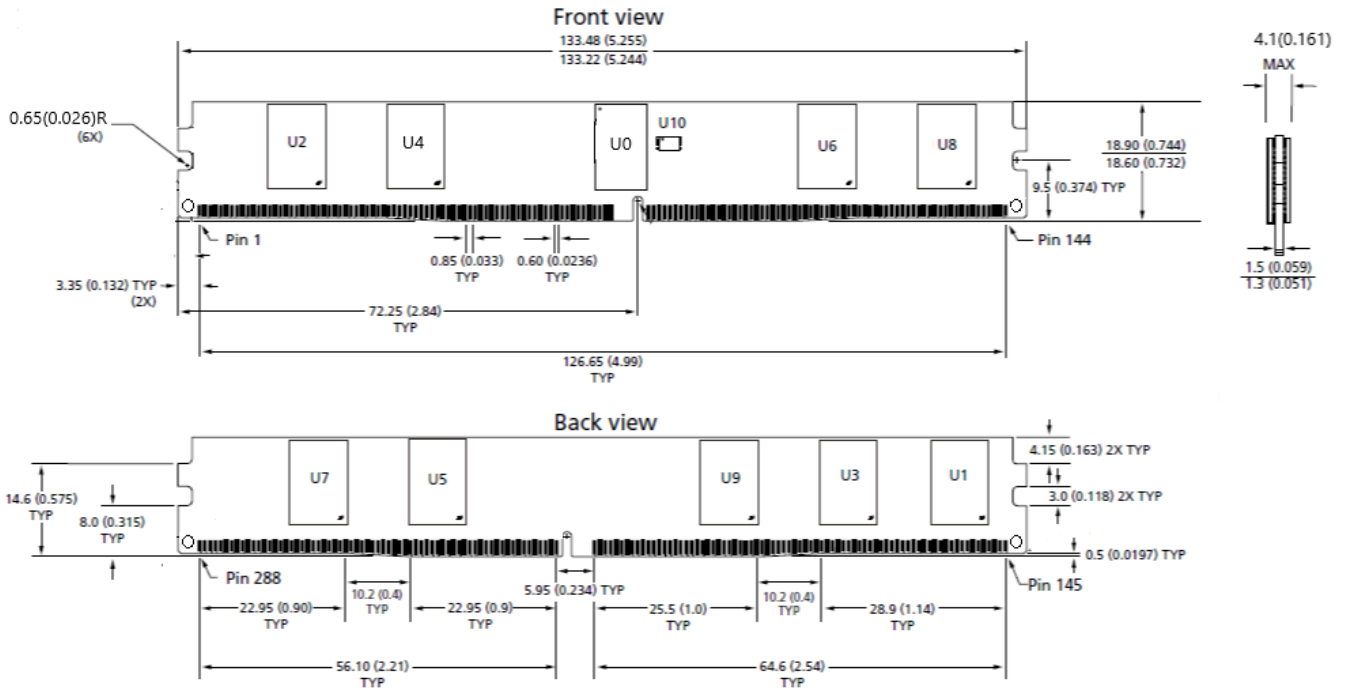 Front view
133.48 (5.255)
133.22 (5.244)
4.1(0.161)
MAX
0.65(0.026)R
(6X)
U2
U4
U0
U10
U6
U8
18.90 (0.744)
18.60 (0.732)
9.5 (0.374) TYP
Pin 1
0.85 (0.033)
TYP
0.60 (0.0236)
TYP
Pin 144
1.5 (0.059)
1.3 (0.051)
3.35 (0.132) TYP
(2X)
72.25 (2.84)
TYP
126.65 (4.99)
TYP
Back view
4.15 (0.163) 2X TYP
U7
U5
U9
U3
U1
14.6 (0.575)
TYP
8.0 (0.315)
TYP
3.0 (0.118) 2X TYP
0.5 (0.0197) TYP
Pin 288
5.95 (0.234) TYP
Pin 145
22.95 (0.90)
TYP
10.2 (0.4)
TYP
22.95 (0.9)
TYP
25.5 (1.0)
TYP
10.2 (0.4)
TYP
28.9 (1.14)
TYP
56.10 (2.21)
TYP
64.6 (2.54)
TYP